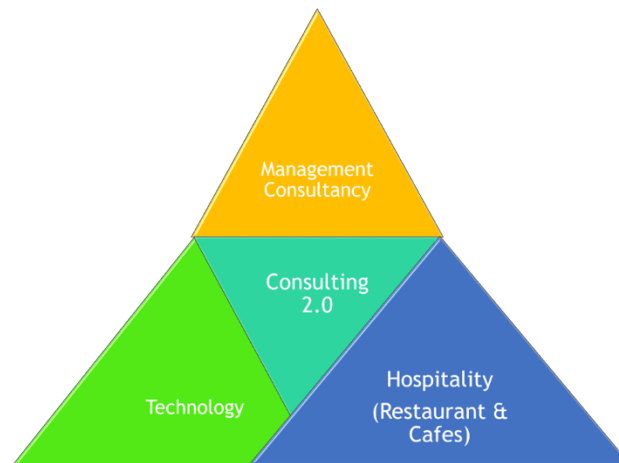 Management
Consultancy
Consulting
2.0
Technology
Hospitality
(Restaurant &
Cafes)